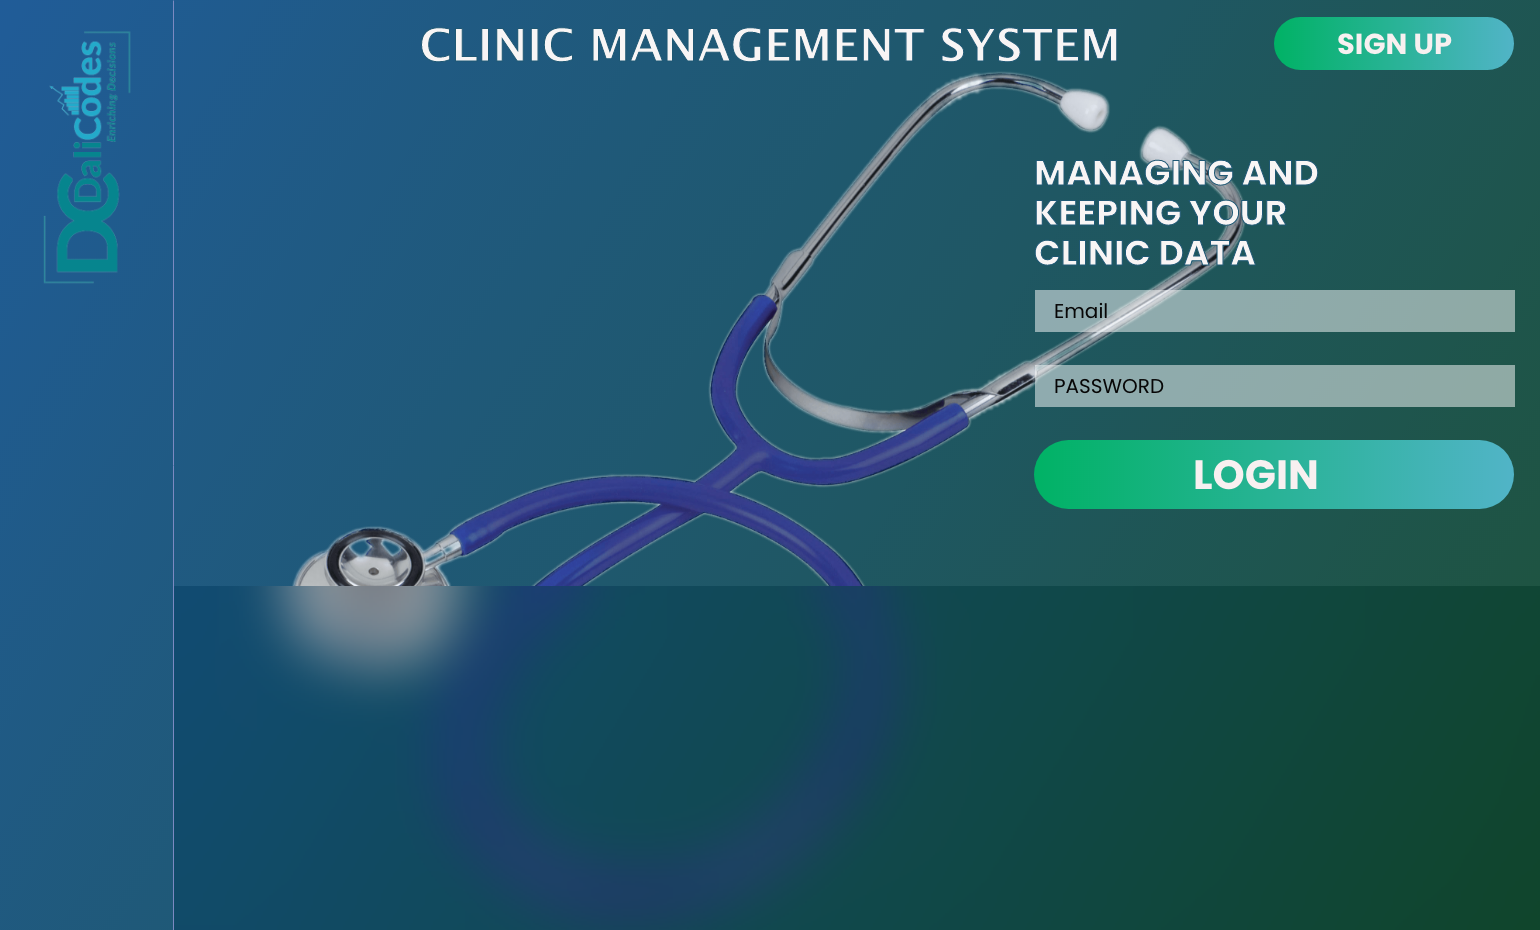 CLINIC MANAGEMENT SYSTEM
SIGN UP
DC DaliCodes
Enriching Decisions
MANAGING AND
KEEPING YOUR
CLINIC DATA
Email
PASSWORD
LOGIN